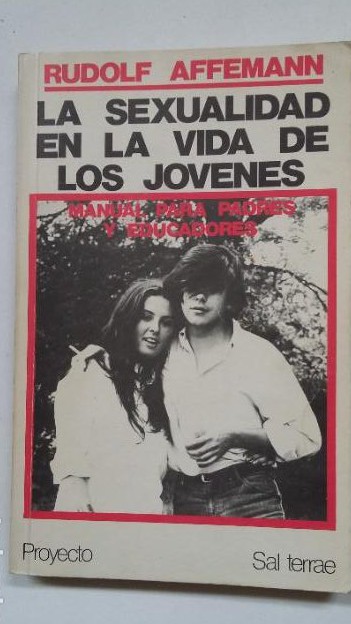 RUDOLF AFFEMANN
LA SEXUALIDAD
EN LA VIDA DE
LOS JOVENES
MANUAL PARA PADRES
Y EDUCADORES
Proyecto
Sal terrae